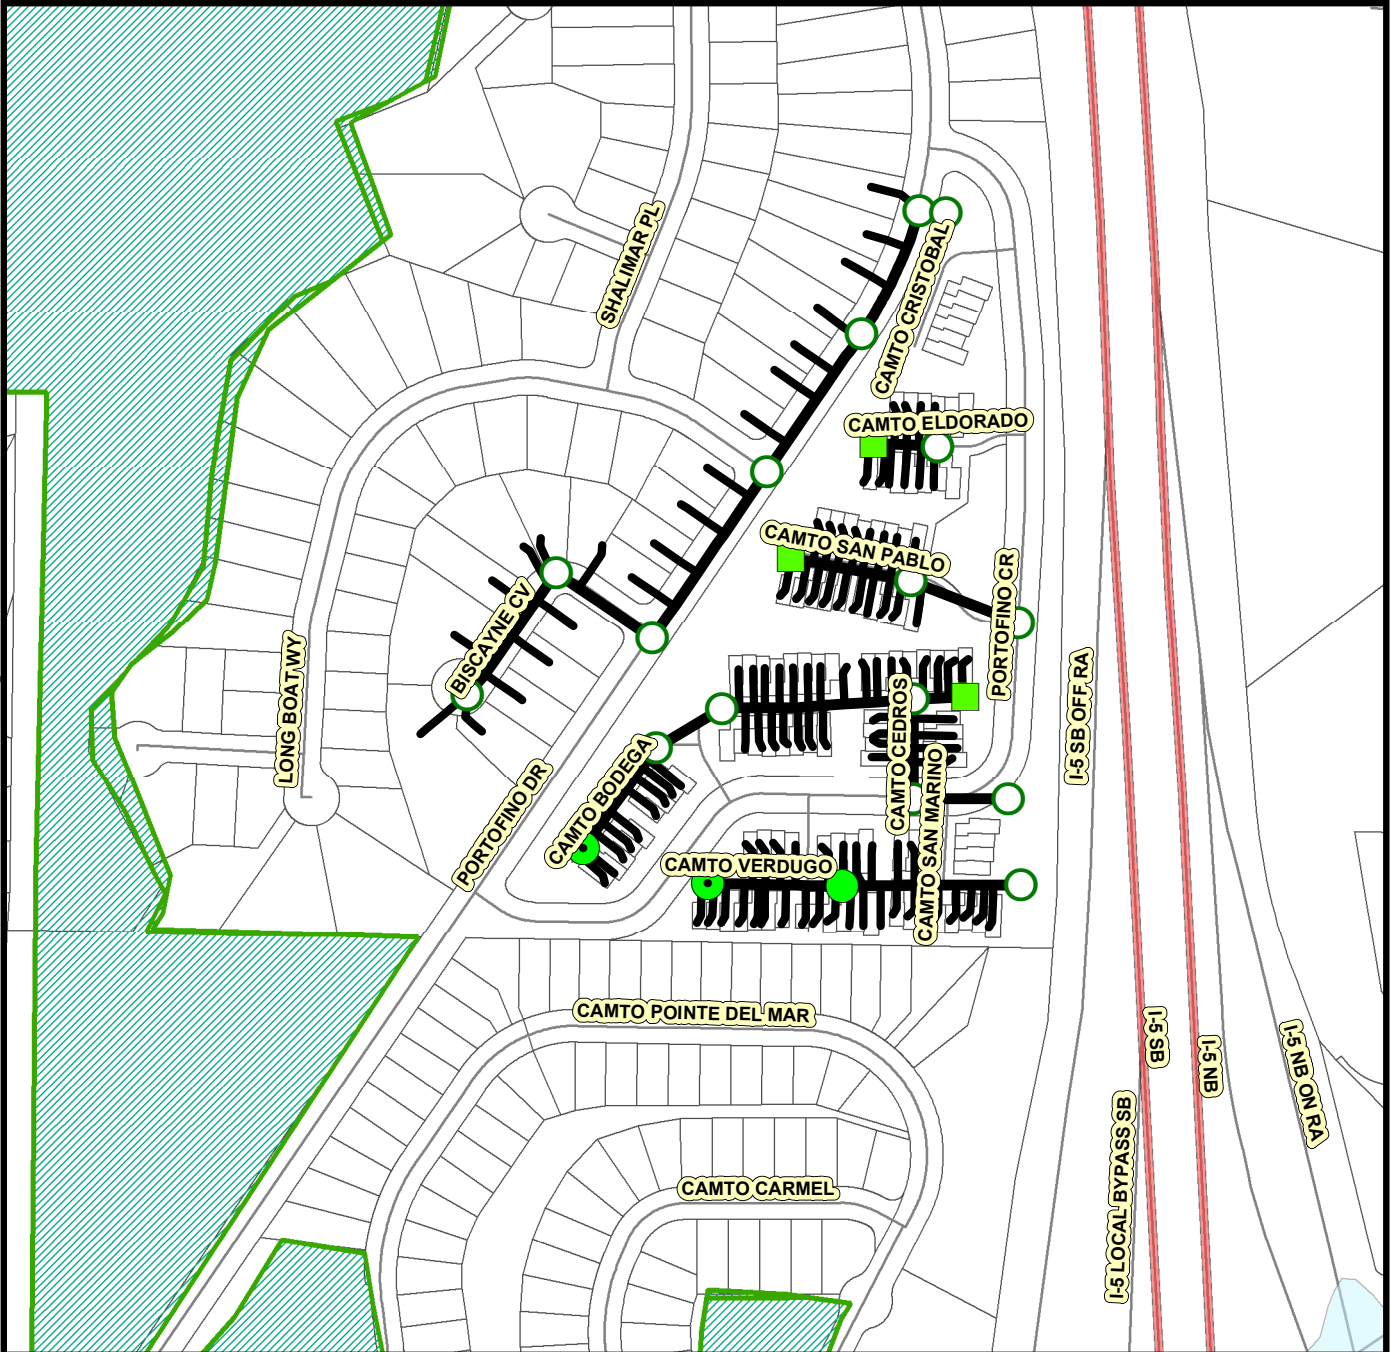 SHALIMAR PL
CAMTO CRISTOBAL
CAMTO ELDORADO
CAMTO SAN PABLO
PORTOFINO CR
BISCAYNE CV
LONG BOAT WY
I-5 SB OFF RA
CAMTO CEDROS
CAMTO BODEGA
PORTOFINO DR
CAMTO SAN MARINO
CAMTO VERDUGO
CAMTO POINTE DEL MAR
I-5 SB
I-5 NB
I-5 NB ON RA
I-5 LOCAL BYPASS SB
CAMTO CARMEL